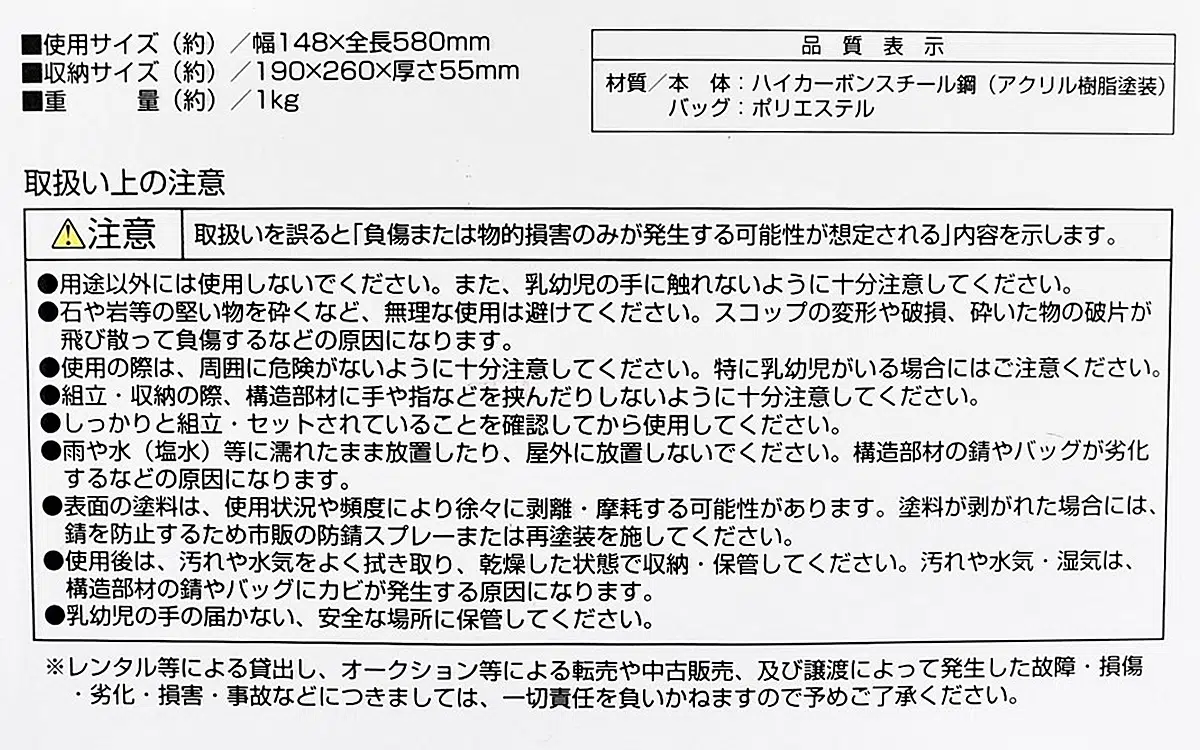 ■使用サイズ（約）／幅148×全長580mm
■収納サイズ（約）／190×260×厚さ55mm
■重　　　量（約）／1kg
品質表示
材質／本　体：ハイカーボンスチール鋼（アクリル樹脂塗装）
バッグ：ポリエステル
取扱い上の注意
⚠注意 取扱いを誤ると「負傷または物的損害のみが発生する可能性が想定される」内容を示します。
●用途以外には使用しないでください。また、乳幼児の手に触れないように十分注意してください。
●石や岩等の堅い物を砕くなど、無理な使用は避けてください。スコップの変形や破損、砕いた物の破片が
飛び散って負傷するなどの原因になります。
●使用の際は、周囲に危険がないように十分注意してください。特に乳幼児がいる場合にはご注意ください。
●組立・収納の際、構造部材に手や指などを挟んだりしないように十分注意してください。
●しっかりと組立・セットされていることを確認してから使用してください。
●雨や水（塩水）等に濡れたまま放置したり、屋外に放置しないでください。構造部材の錆やバッグが劣化
するなどの原因になります。
●表面の塗料は、使用状況や頻度により徐々に剥離・摩耗する可能性があります。塗料が剥がれた場合には、
錆を防止するため市販の防錆スプレーまたは再塗装を施してください。
●使用後は、汚れや水気をよく拭き取り、乾燥した状態で収納・保管してください。汚れや水気・湿気は、
構造部材の錆やバッグにカビが発生する原因になります。
●乳幼児の手の届かない、安全な場所に保管してください。
※レンタル等による貸出し、オークション等による転売や中古販売、及び譲渡によって発生した故障・損傷
・劣化・損害・事故などにつきましては、一切責任を負いかねますので予めご了承ください。